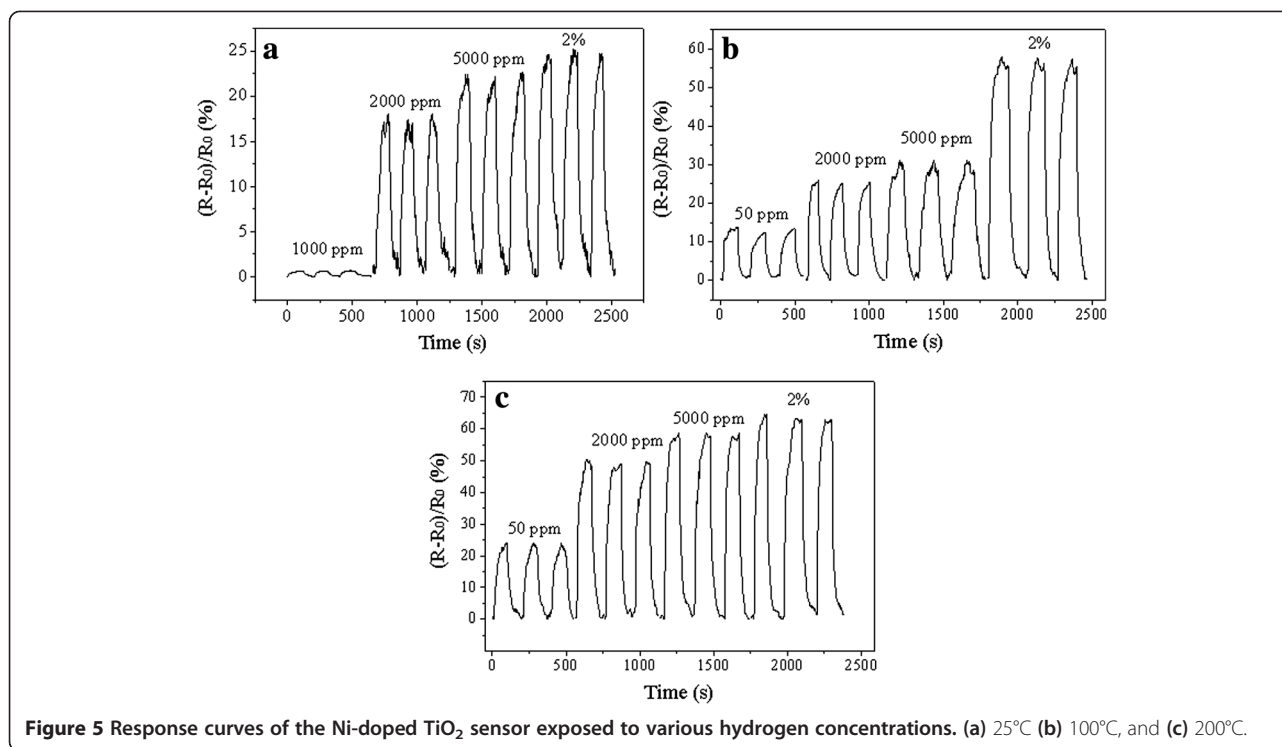 a
(R-R₀)/R₀ (%)
25
20
15
10
5
0
1000 ppm
2000 ppm
5000 ppm
2%
0 500 1000 1500 2000 2500
Time (s)
b
(R-R₀)/R₀ (%)
60
50
40
30
20
10
0
50 ppm
2000 ppm
5000 ppm
2%
0 500 1000 1500 2000 2500
Time (s)
c
(R-R₀)/R₀ (%)
70
60
50
40
30
20
10
0
50 ppm
2000 ppm
5000 ppm
2%
0 500 1000 1500 2000 2500
Time (s)
Figure 5 Response curves of the Ni-doped TiO₂ sensor exposed to various hydrogen concentrations. (a) 25°C (b) 100°C, and (c) 200°C.